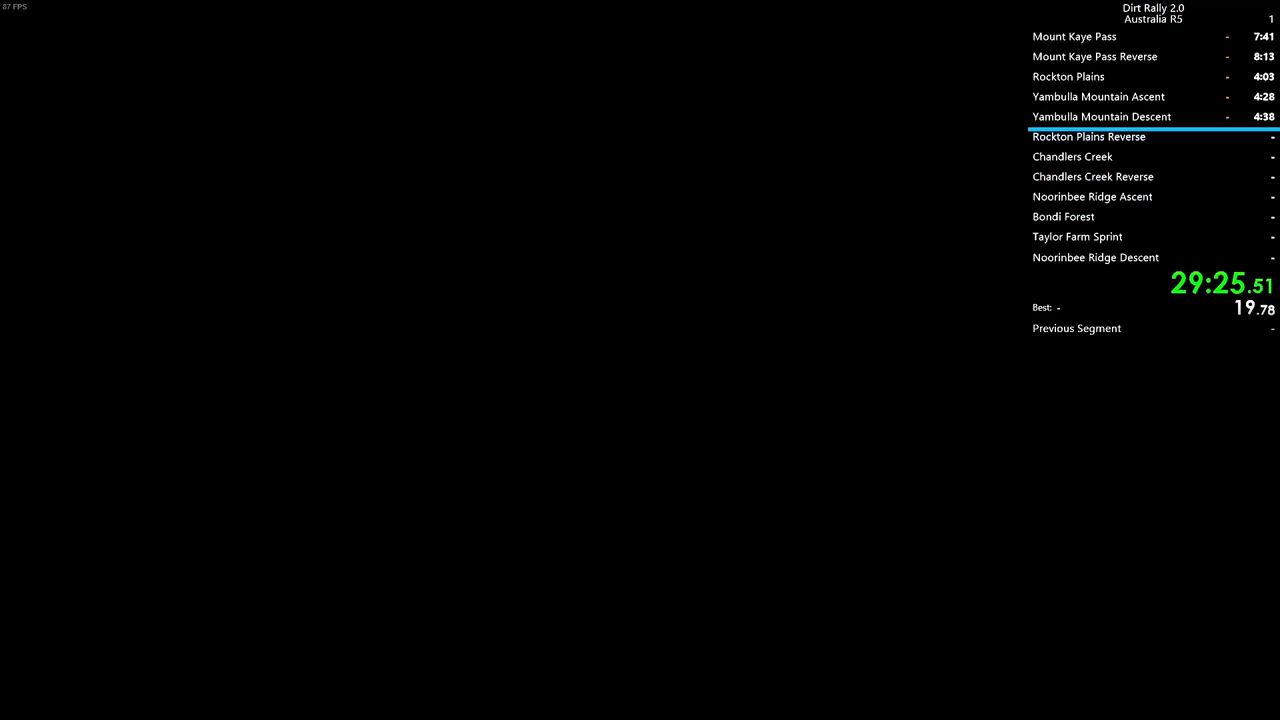 87 FPS
Dirt Rally 2.0
Australia R5 1
Mount Kaye Pass - 7:41
Mount Kaye Pass Reverse - 8:13
Rockton Plains - 4:03
Yambulla Mountain Ascent - 4:28
Yambulla Mountain Descent - 4:38
Rockton Plains Reverse -
Chandlers Creek -
Chandlers Creek Reverse -
Noorinbee Ridge Ascent -
Bondi Forest -
Taylor Farm Sprint -
Noorinbee Ridge Descent -
29:25.51
Best: - 19.78
Previous Segment -